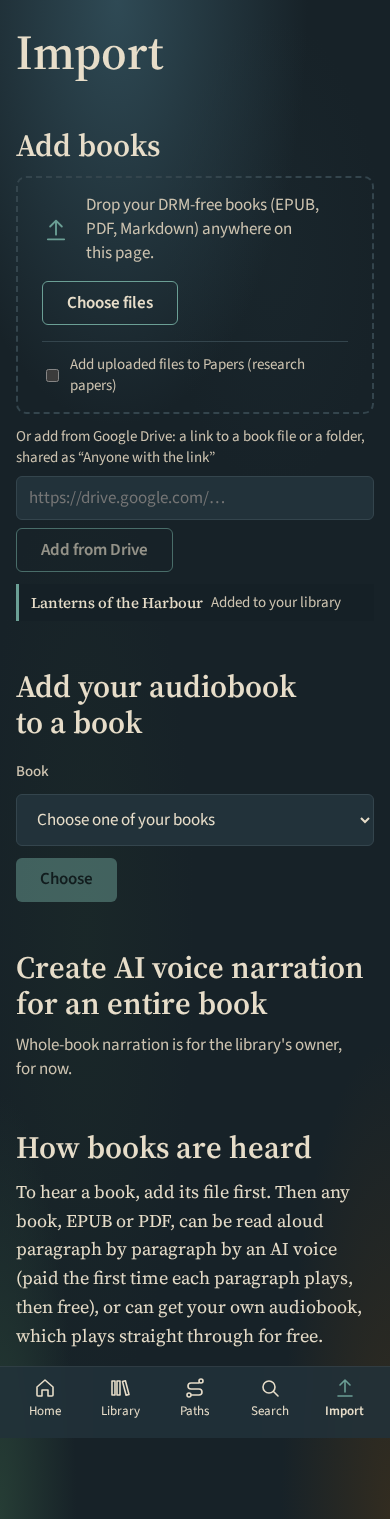 Import
Add books
Drop your DRM-free books (EPUB,
PDF, Markdown) anywhere on
this page.
Choose files
Add uploaded files to Papers (research
papers)
Or add from Google Drive: a link to a book file or a folder,
shared as “Anyone with the link”
https://drive.google.com/…
Add from Drive
Lanterns of the Harbour Added to your library
Add your audiobook
to a book
Book
Choose one of your books
Choose
Create AI voice narration
for an entire book
Whole-book narration is for the library's owner,
for now.
How books are heard
To hear a book, add its file first. Then any
book, EPUB or PDF, can be read aloud
paragraph by paragraph by an AI voice
(paid the first time each paragraph plays,
then free), or can get your own audiobook,
which plays straight through for free.
Home Library Paths Search Import